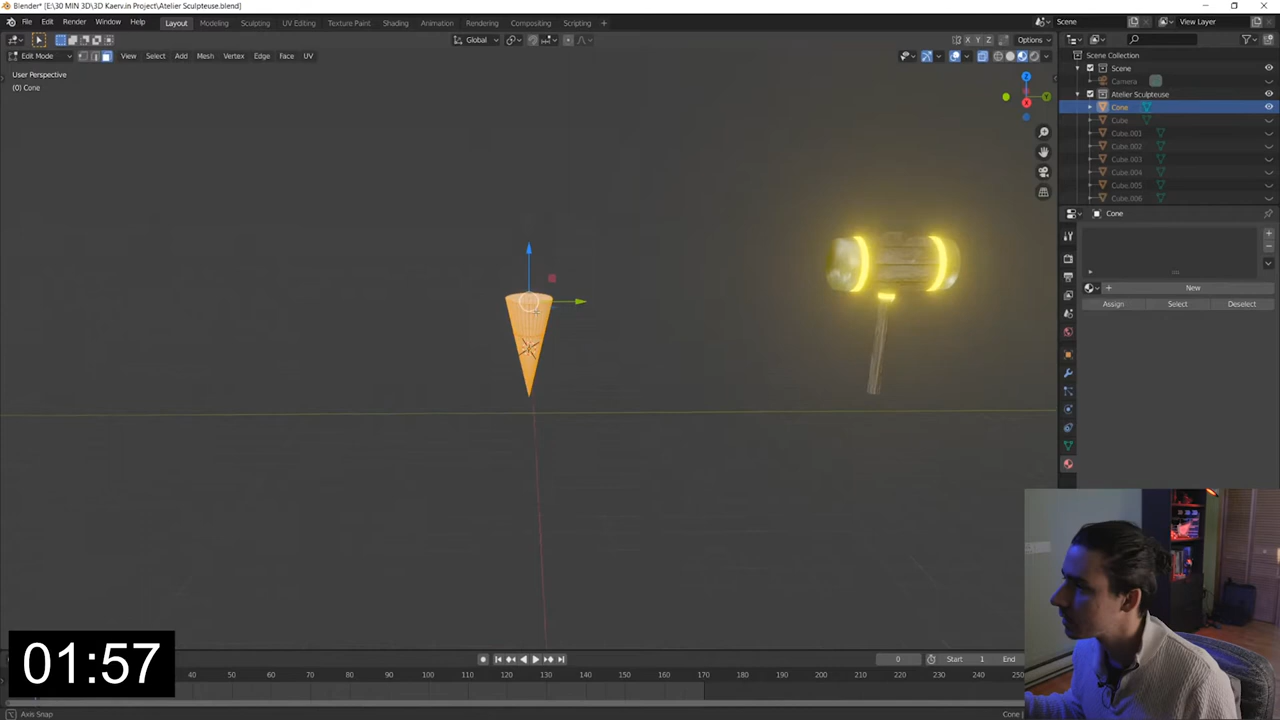 Blender* [E:\30 MIN 3D\3D Kaerv.in Project\Atelier Sculpteuse.blend]
File Edit Render Window Help Layout Modeling Sculpting UV Editing Texture Paint Shading Animation Rendering Compositing Scripting + Scene View Layer
Global X Y Z Options
Edit Mode View Select Add Mesh Vertex Edge Face UV
User Perspective
(0) Cone
Scene Collection
Scene
Camera
Atelier Sculpteuse
Cone
Cube
Cube.001
Cube.002
Cube.003
Cube.004
Cube.005
Cube.006
Cone
New
Assign Select Deselect
Z
Y
X
0 Start 1 End
40 50 60 70 80 90 100 110 120 130 140 150 160 170 180 190 200 210 220 230 240 250
01:57
Axis Snap
Cone